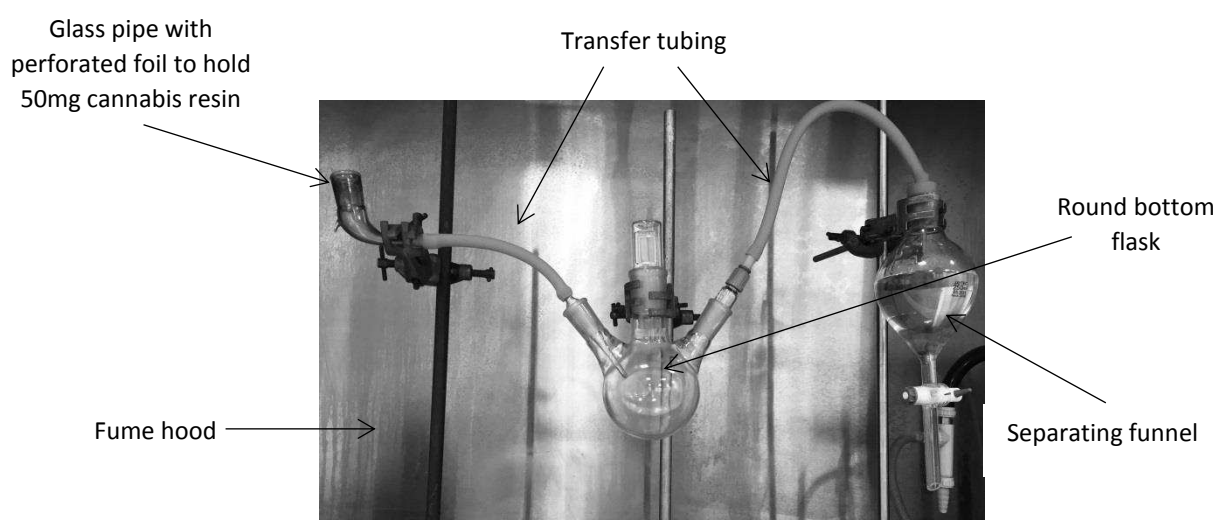 Glass pipe with
perforated foil to hold
50mg cannabis resin
Transfer tubing
Round bottom
flask
Fume hood
Separating funnel